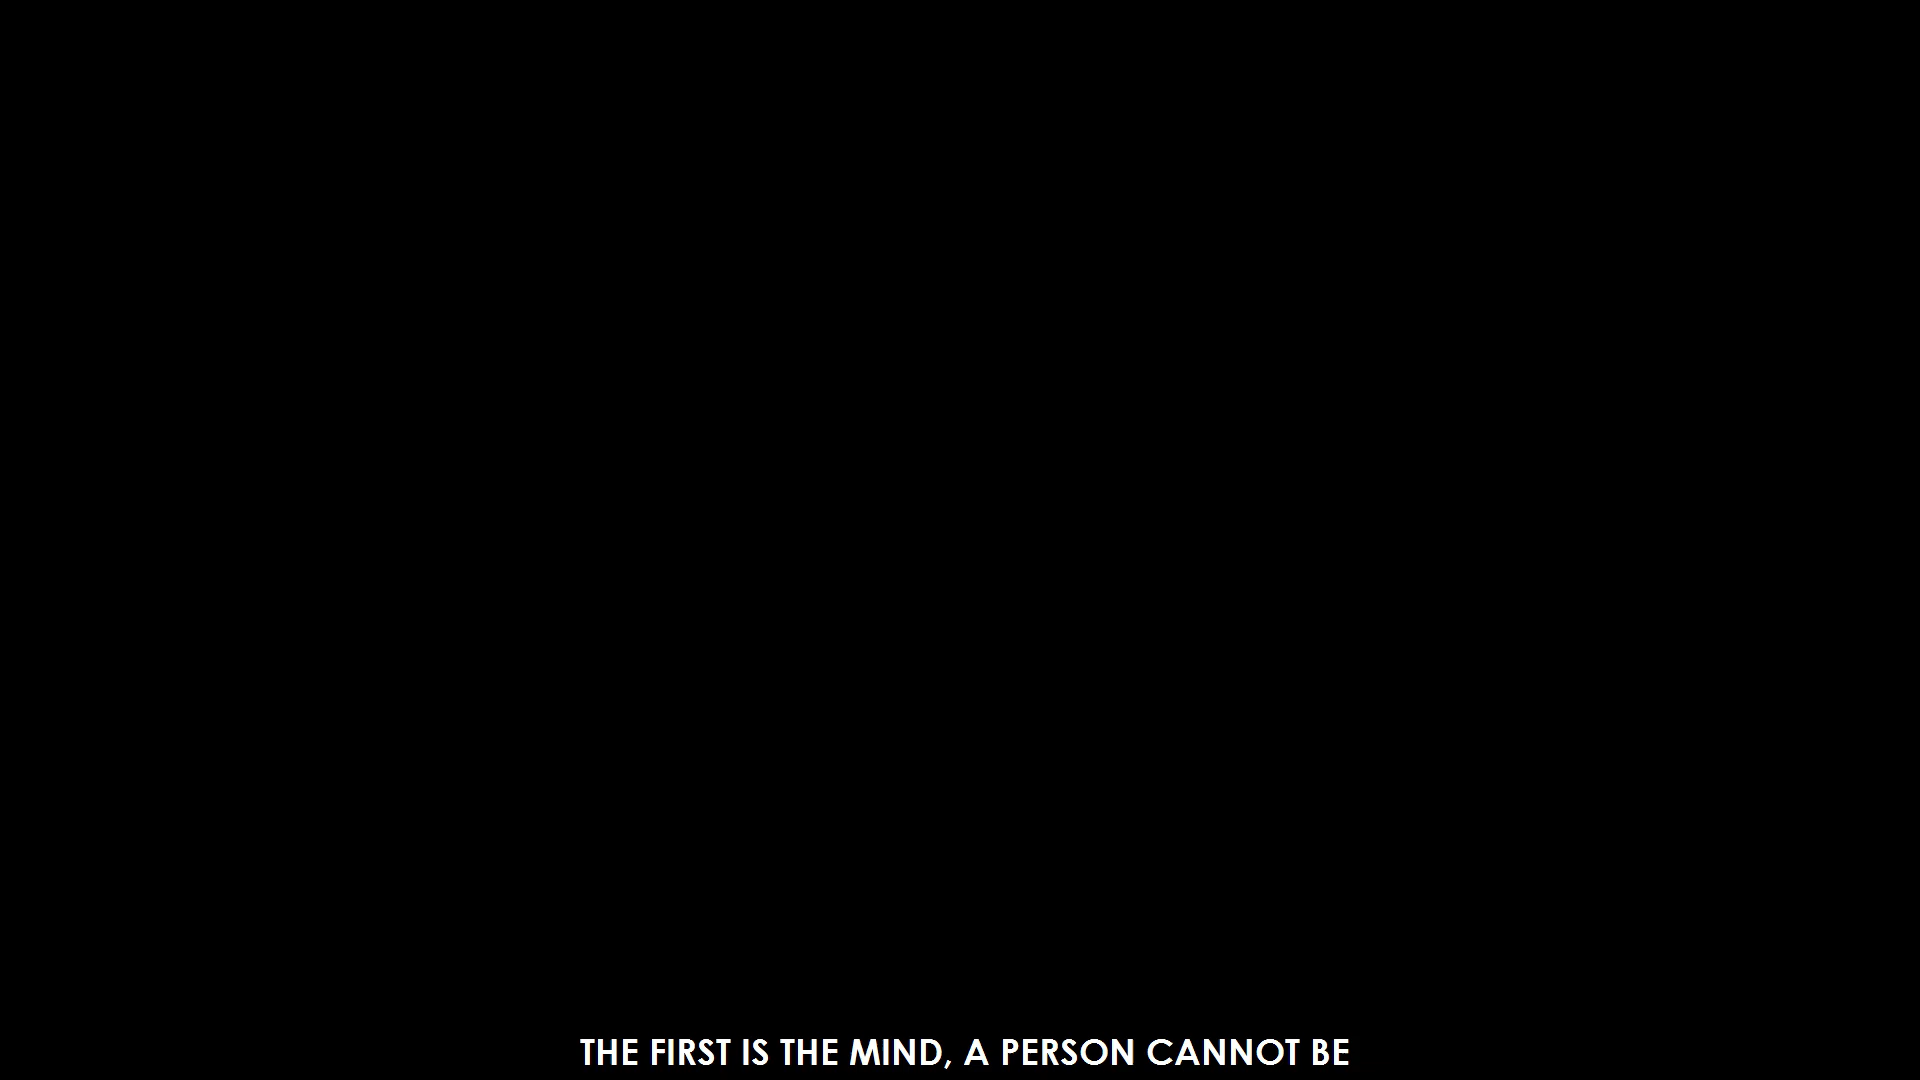 THE FIRST IS THE MIND, A PERSON CANNOT BE